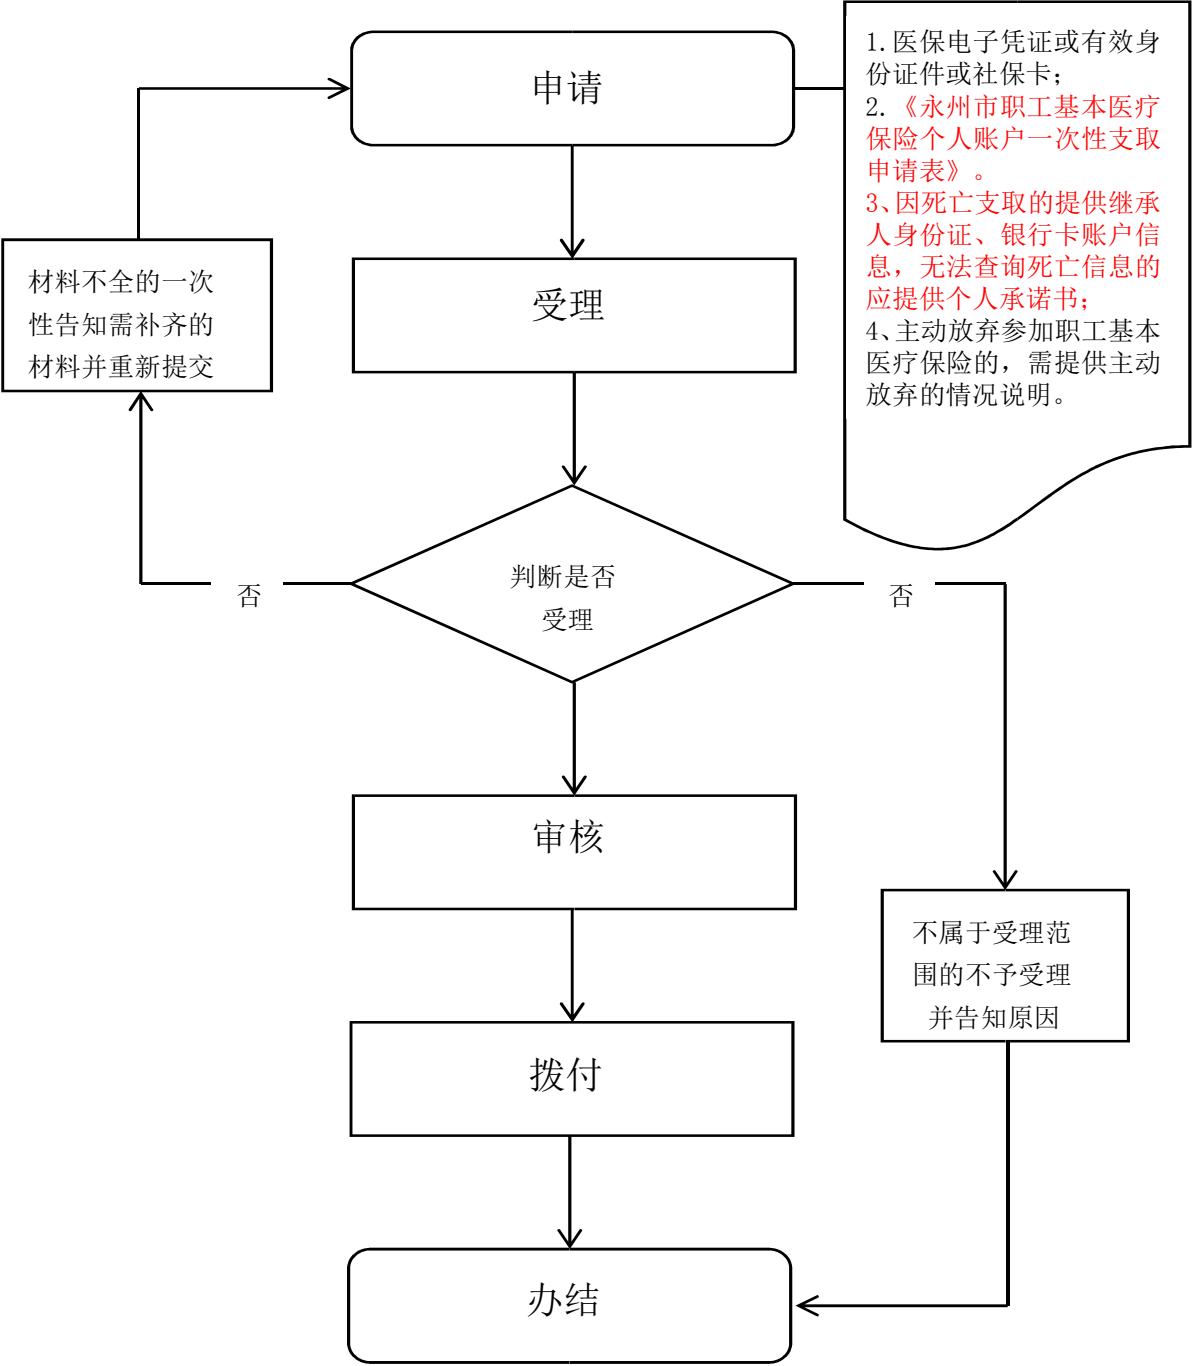 申请
1.医保电子凭证或有效身
份证件或社保卡；
2.《永州市职工基本医疗
保险个人账户一次性支取
申请表》。
3、因死亡支取的提供继承
人身份证、银行卡账户信
息，无法查询死亡信息的
应提供个人承诺书；
4、主动放弃参加职工基本
医疗保险的，需提供主动
放弃的情况说明。
材料不全的一次
性告知需补齐的
材料并重新提交
受理
判断是否
受理
否
否
审核
不属于受理范
围的不予受理
并告知原因
拨付
办结